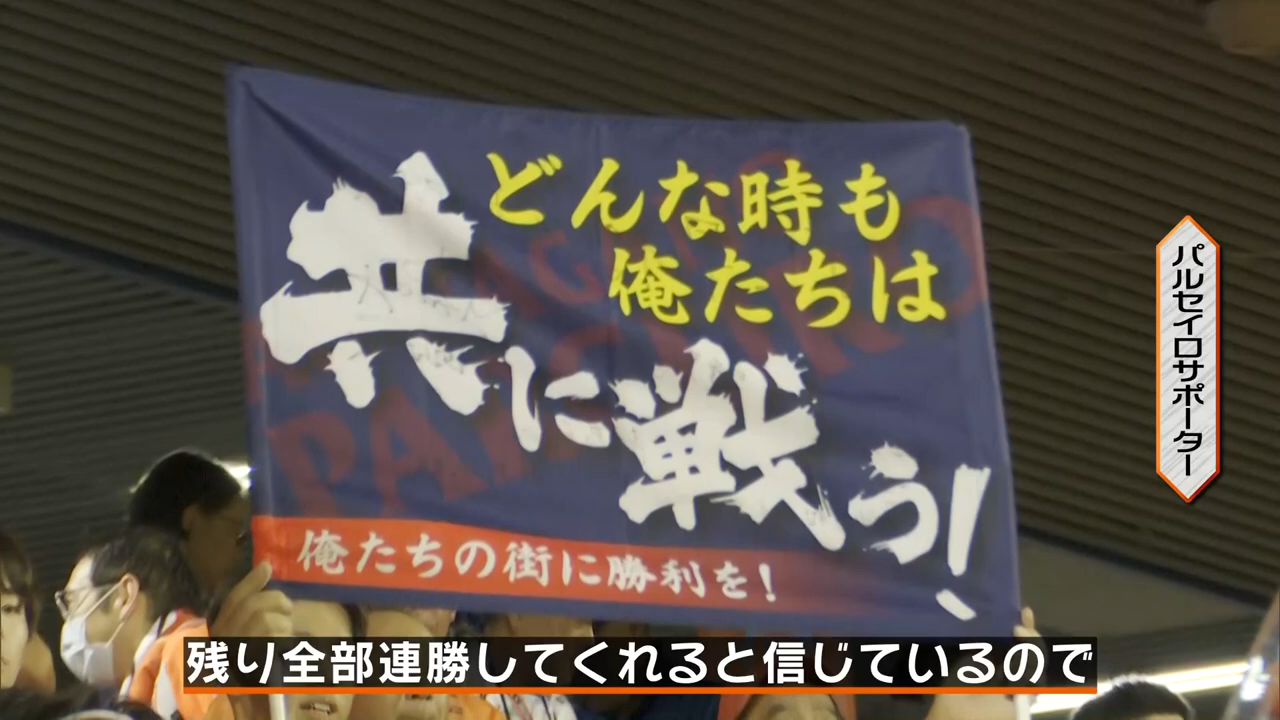 どんな時も
俺たちは
共に戦う!
俺たちの街に勝利を!
パルセイロサポーター
残り全部連勝してくれると信じているので